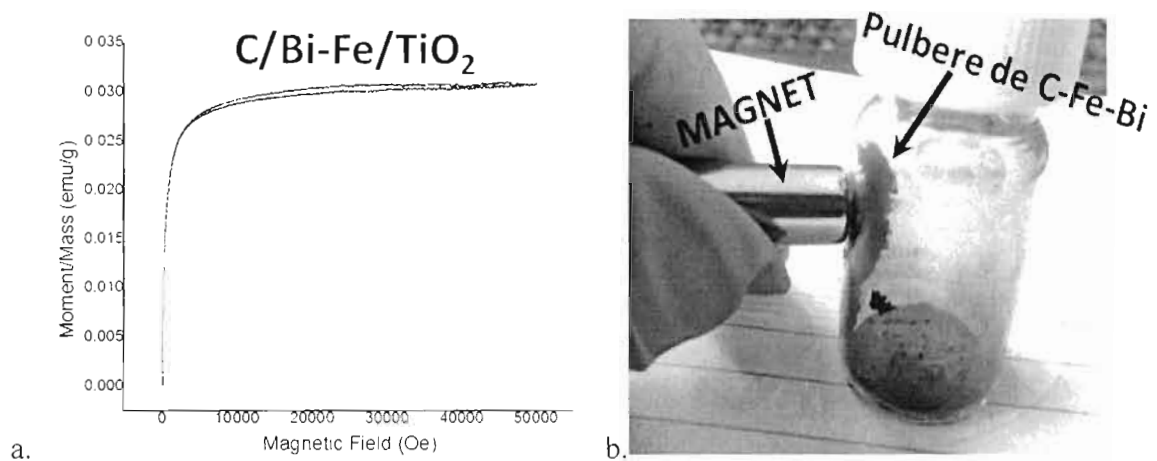 C/Bi-Fe/TiO₂
0.035
0.030
0.025
0.020
0.015
0.010
0.005
0.000
Moment/Mass (emu/g)
0
10000
20000
30000
40000
50000
Magnetic Field (Oe)
a.
MAGNET
Pulbere de C-Fe-Bi
b.